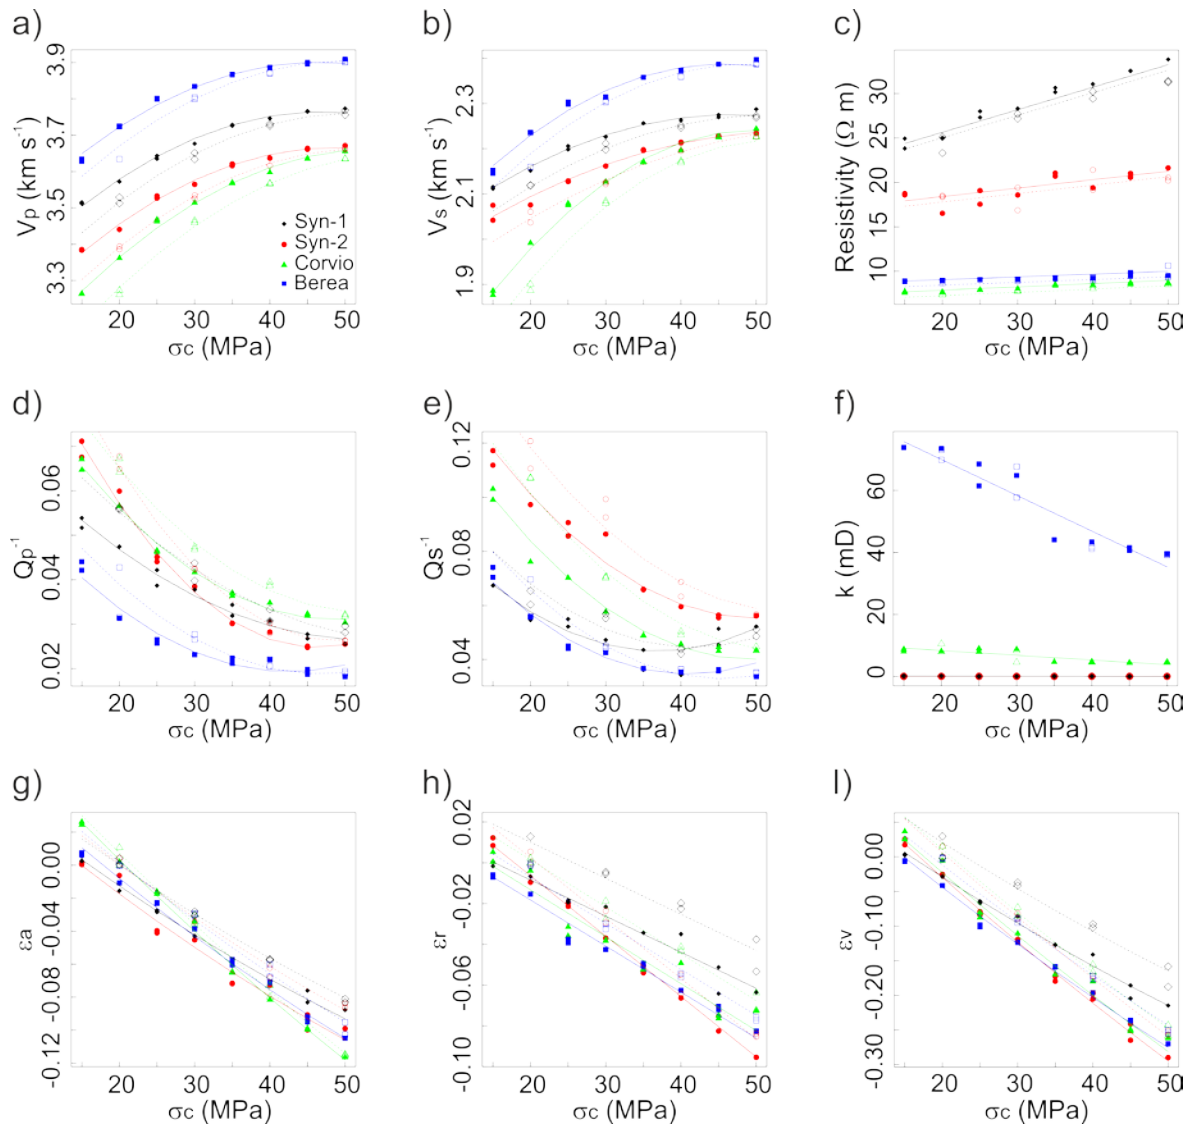 a)
3.9
3.7
3.5
3.3
Vp (km s-1)
Syn-1
Syn-2
Corvio
Berea
20 30 40 50
σc (MPa)
b)
2.3
2.1
1.9
Vs (km s-1)
20 30 40 50
σc (MPa)
c)
30
25
20
15
10
Resistivity (Ω m)
20 30 40 50
σc (MPa)
d)
0.06
0.04
0.02
Qp-1
20 30 40 50
σc (MPa)
e)
0.12
0.08
0.04
Qs-1
20 30 40 50
σc (MPa)
f)
60
40
20
0
k (mD)
20 30 40 50
σc (MPa)
g)
0.00
-0.04
-0.08
-0.12
εa
20 30 40 50
σc (MPa)
h)
0.02
-0.02
-0.06
-0.10
εr
20 30 40 50
σc (MPa)
I)
0.00
-0.10
-0.20
-0.30
εv
20 30 40 50
σc (MPa)